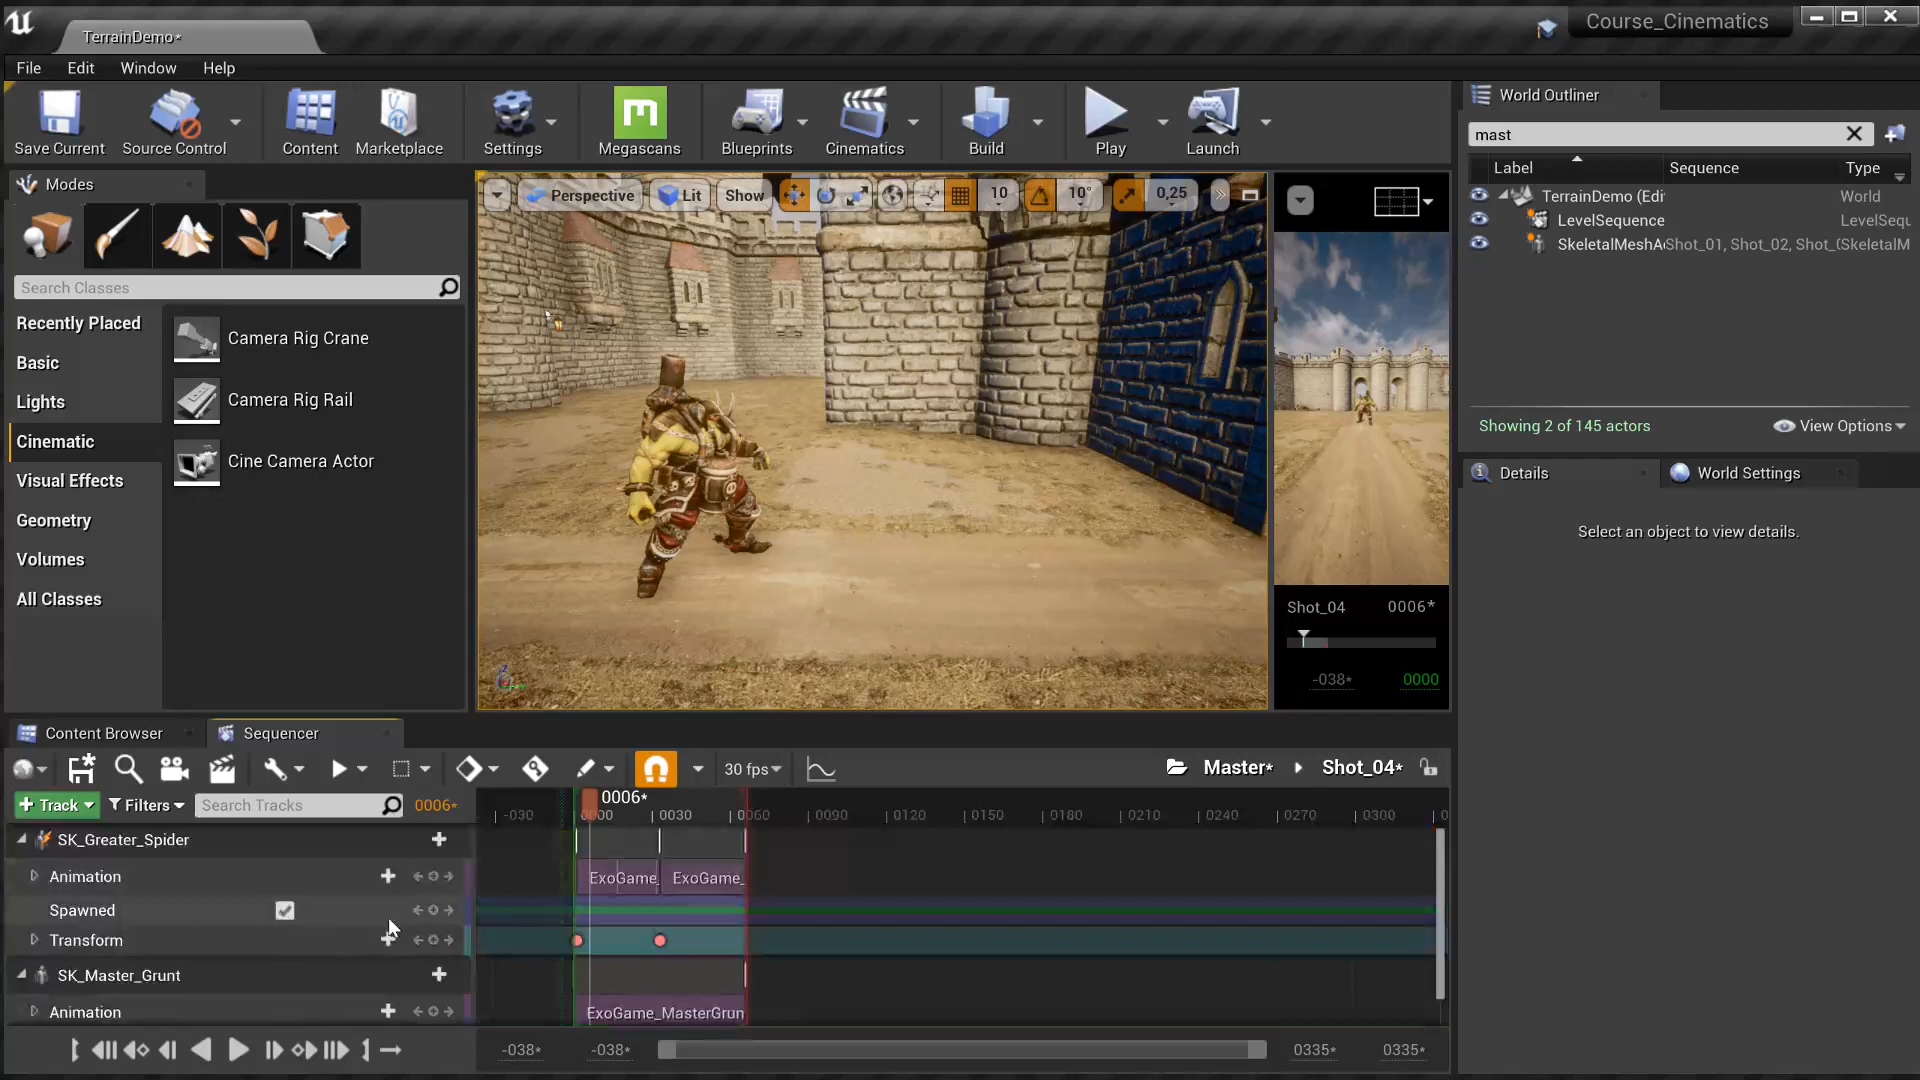 TerrainDemo*
Course_Cinematics
File Edit Window Help
Save Current
Source Control
Content
Marketplace
Settings
Megascans
Blueprints
Cinematics
Build
Play
Launch
Modes
Search Classes
Recently Placed
Basic
Lights
Cinematic
Visual Effects
Geometry
Volumes
All Classes
Camera Rig Crane
Camera Rig Rail
Cine Camera Actor
Perspective
Lit
Show
10
10°
0,25
Shot_04 0006*
-038* 0000
World Outliner
mast
Label Sequence Type
TerrainDemo (Edi World
LevelSequence LevelSequ
SkeletalMeshA Shot_01, Shot_02, Shot_( SkeletalM
Showing 2 of 145 actors
View Options
Details
World Settings
Select an object to view details.
Content Browser
Sequencer
30 fps
Master* Shot_04*
Track
Filters
Search Tracks
0006*
0006*
-030 0000 0030 0060 0090 0120 0150 0180 0210 0240 0270 0300 0
SK_Greater_Spider
Animation
ExoGame_ ExoGame_
Spawned
Transform
SK_Master_Grunt
Animation
ExoGame_MasterGrun
-038* -038* 0335* 0335*